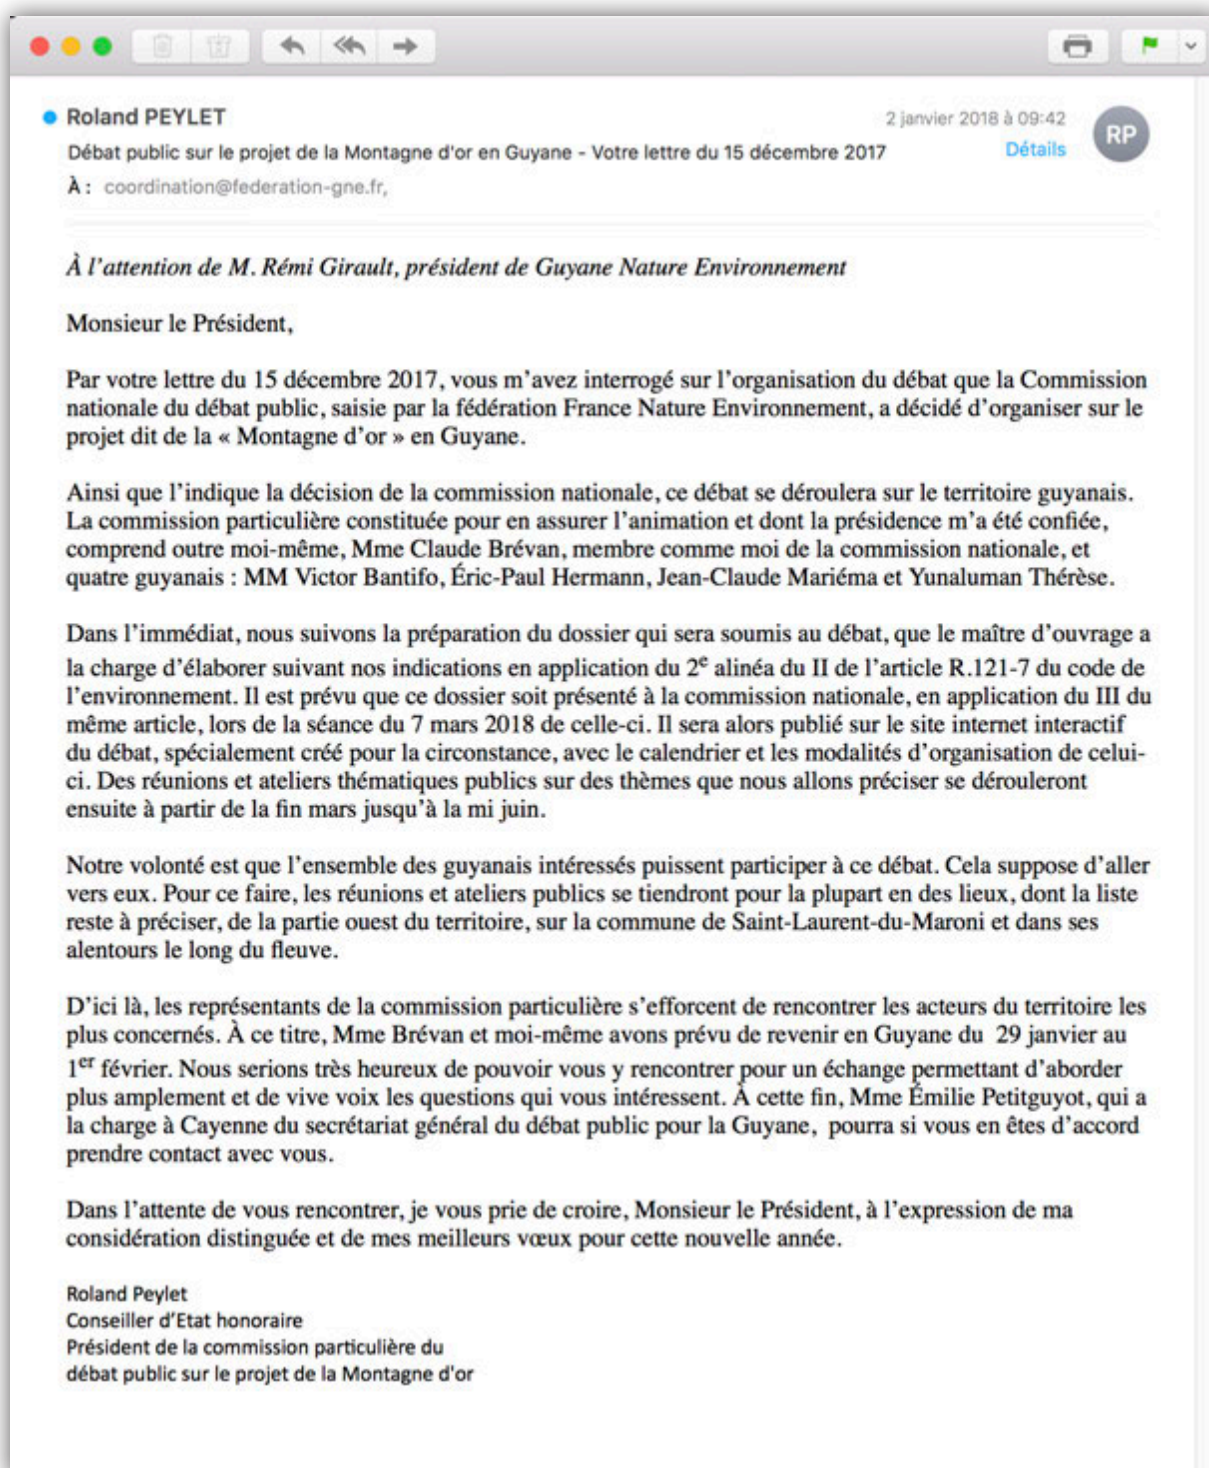 Roland PEYLET
2 janvier 2018 à 09:42
RP
Débat public sur le projet de la Montagne d'or en Guyane - Votre lettre du 15 décembre 2017
Détails
À : coordination@federation-gne.fr,
À l’attention de M. Rémi Girault, président de Guyane Nature Environnement
Monsieur le Président,
Par votre lettre du 15 décembre 2017, vous m’avez interrogé sur l’organisation du débat que la Commission
nationale du débat public, saisie par la fédération France Nature Environnement, a décidé d’organiser sur le
projet dit de la « Montagne d’or » en Guyane.
Ainsi que l’indique la décision de la commission nationale, ce débat se déroulera sur le territoire guyanais.
La commission particulière constituée pour en assurer l’animation et dont la présidence m’a été confiée,
comprend outre moi-même, Mme Claude Brévan, membre comme moi de la commission nationale, et
quatre guyanais : MM Victor Bantifo, Éric-Paul Hermann, Jean-Claude Mariéma et Yunaluman Thérèse.
Dans l’immédiat, nous suivons la préparation du dossier qui sera soumis au débat, que le maître d’ouvrage a
la charge d’élaborer suivant nos indications en application du 2e alinéa du II de l’article R.121-7 du code de
l’environnement. Il est prévu que ce dossier soit présenté à la commission nationale, en application du III du
même article, lors de la séance du 7 mars 2018 de celle-ci. Il sera alors publié sur le site internet interactif
du débat, spécialement créé pour la circonstance, avec le calendrier et les modalités d’organisation de celui-
ci. Des réunions et ateliers thématiques publics sur des thèmes que nous allons préciser se dérouleront
ensuite à partir de la fin mars jusqu’à la mi juin.
Notre volonté est que l’ensemble des guyanais intéressés puissent participer à ce débat. Cela suppose d’aller
vers eux. Pour ce faire, les réunions et ateliers publics se tiendront pour la plupart en des lieux, dont la liste
reste à préciser, de la partie ouest du territoire, sur la commune de Saint-Laurent-du-Maroni et dans ses
alentours le long du fleuve.
D’ici là, les représentants de la commission particulière s’efforcent de rencontrer les acteurs du territoire les
plus concernés. À ce titre, Mme Brévan et moi-même avons prévu de revenir en Guyane du  29 janvier au
1er février. Nous serions très heureux de pouvoir vous y rencontrer pour un échange permettant d’aborder
plus amplement et de vive voix les questions qui vous intéressent. À cette fin, Mme Émilie Petitguyot, qui a
la charge à Cayenne du secrétariat général du débat public pour la Guyane,  pourra si vous en êtes d’accord
prendre contact avec vous.
Dans l’attente de vous rencontrer, je vous prie de croire, Monsieur le Président, à l’expression de ma
considération distinguée et de mes meilleurs vœux pour cette nouvelle année.
Roland Peylet
Conseiller d’Etat honoraire
Président de la commission particulière du
débat public sur le projet de la Montagne d'or